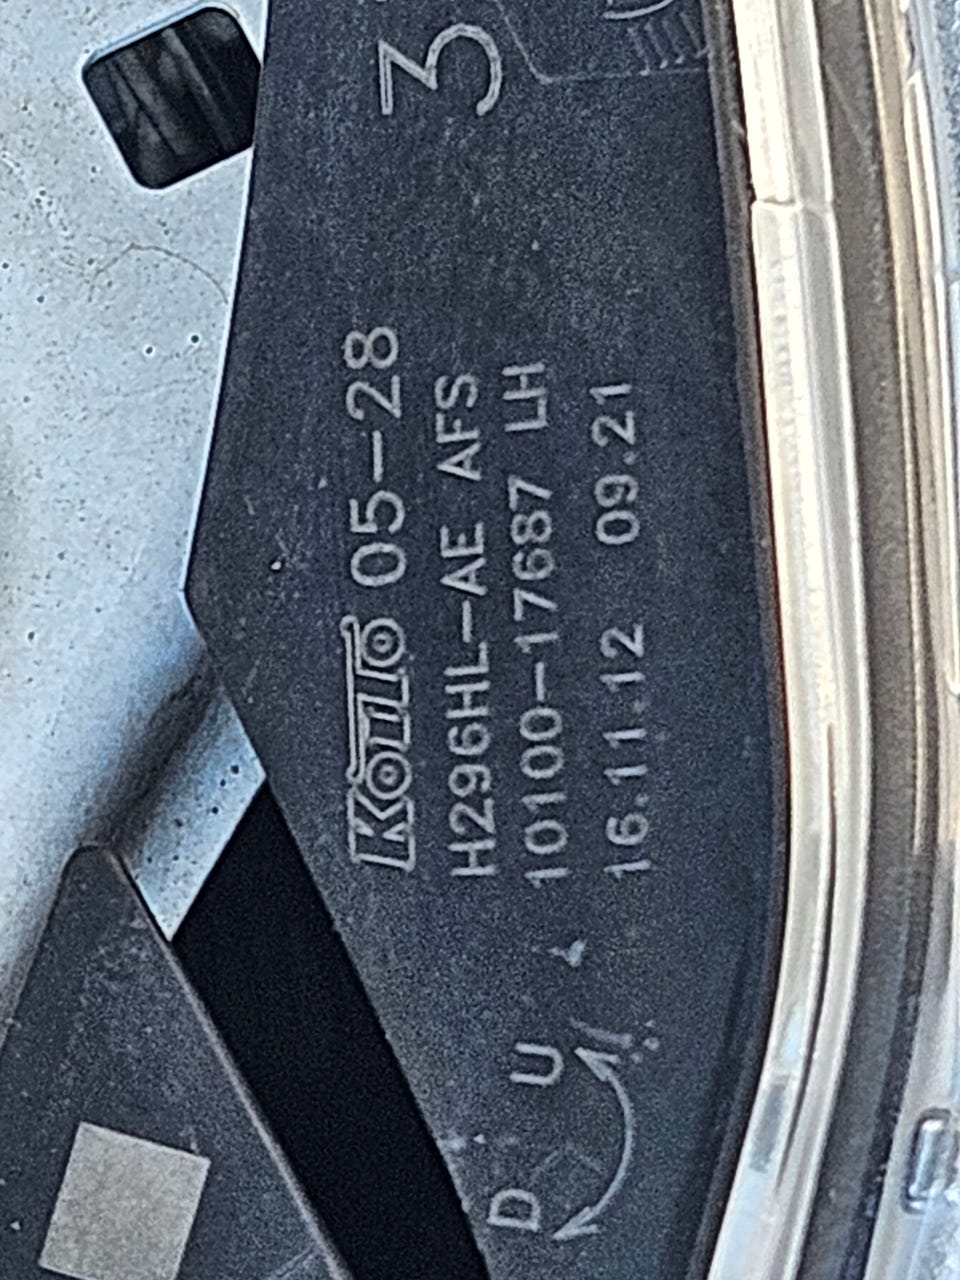 3
KOITO 05-28
H296HL-AE AFS
10100-17687 LH
16.11.12 09.21
D U